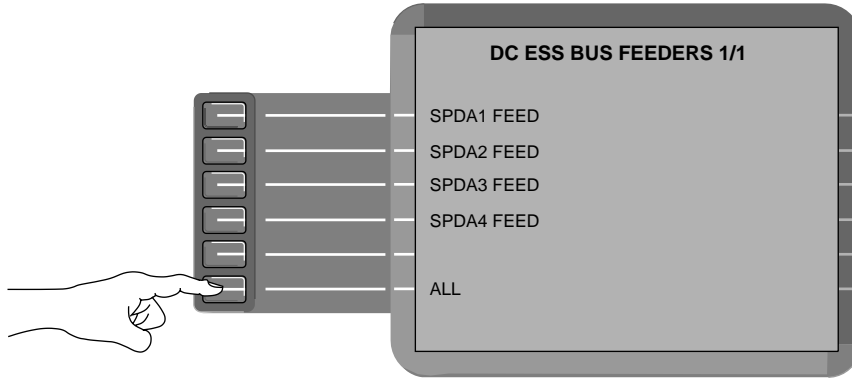 DC ESS BUS FEEDERS 1/1
SPDA1 FEED
SPDA2 FEED
SPDA3 FEED
SPDA4 FEED
ALL